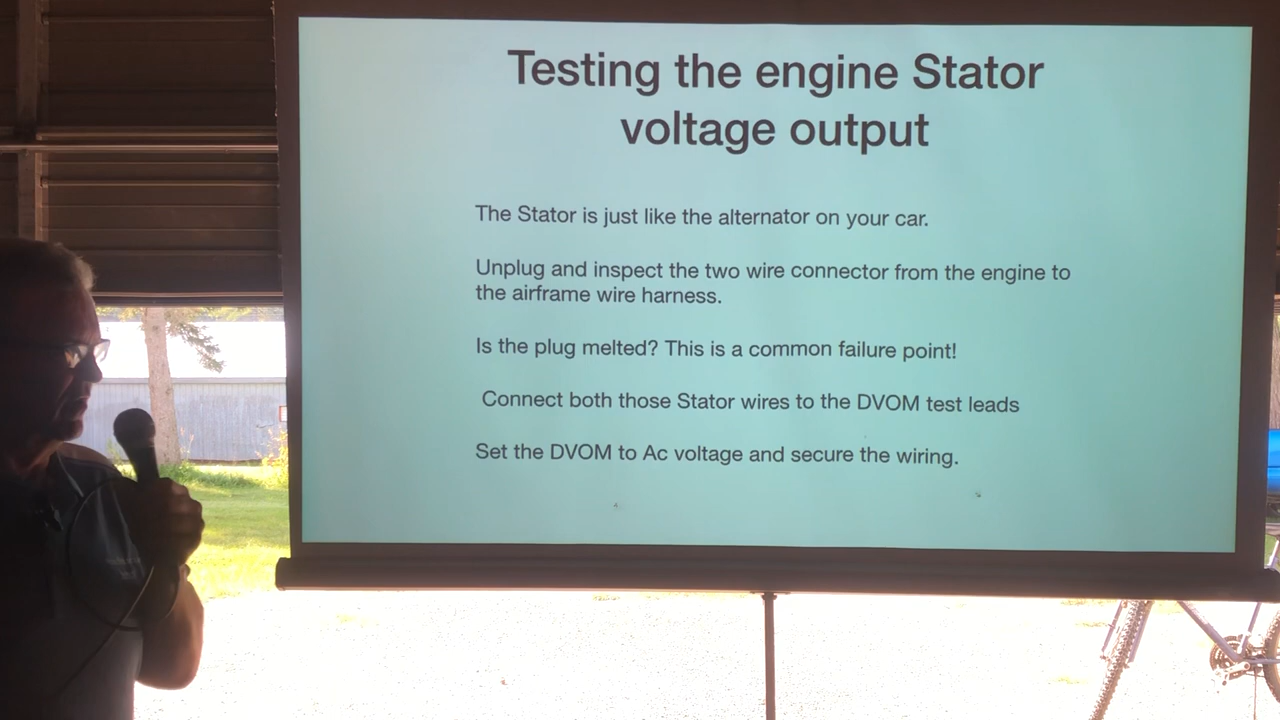 Testing the engine Stator
voltage output
The Stator is just like the alternator on your car.
Unplug and inspect the two wire connector from the engine to
the airframe wire harness.
Is the plug melted? This is a common failure point!
Connect both those Stator wires to the DVOM test leads
Set the DVOM to Ac voltage and secure the wiring.